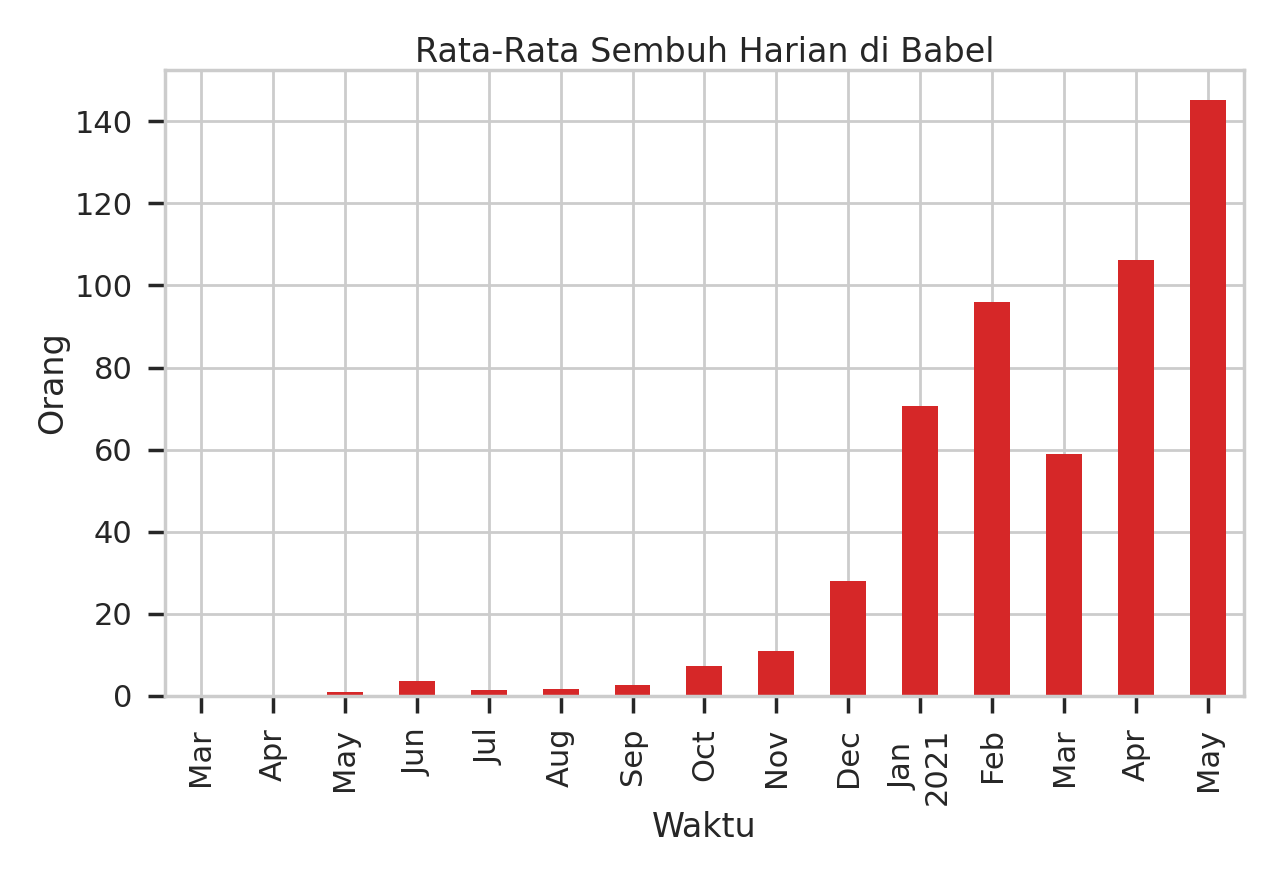 Rata-Rata Sembuh Harian di Babel
140
120
100
80
60
40
20
0
Orang
Mar
Apr
May
Jun
Jul
Aug
Sep
Oct
Nov
Dec
Jan
2021
Feb
Mar
Apr
May
Waktu